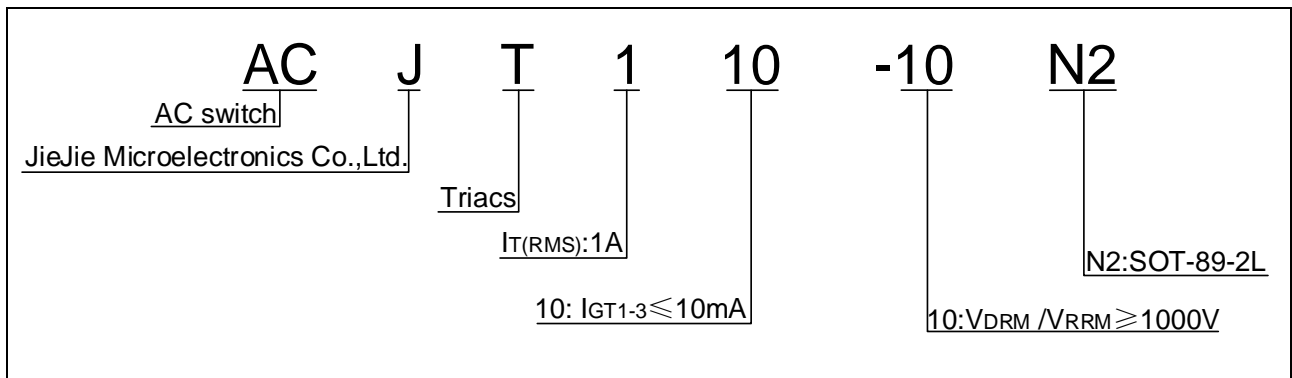 AC J T 1 10 -10 N2
AC switch
JieJie Microelectronics Co.,Ltd.
Triacs
IT(RMS):1A
N2:SOT-89-2L
10: IGT1-3≤10mA
10:VDRM /VRRM≥1000V